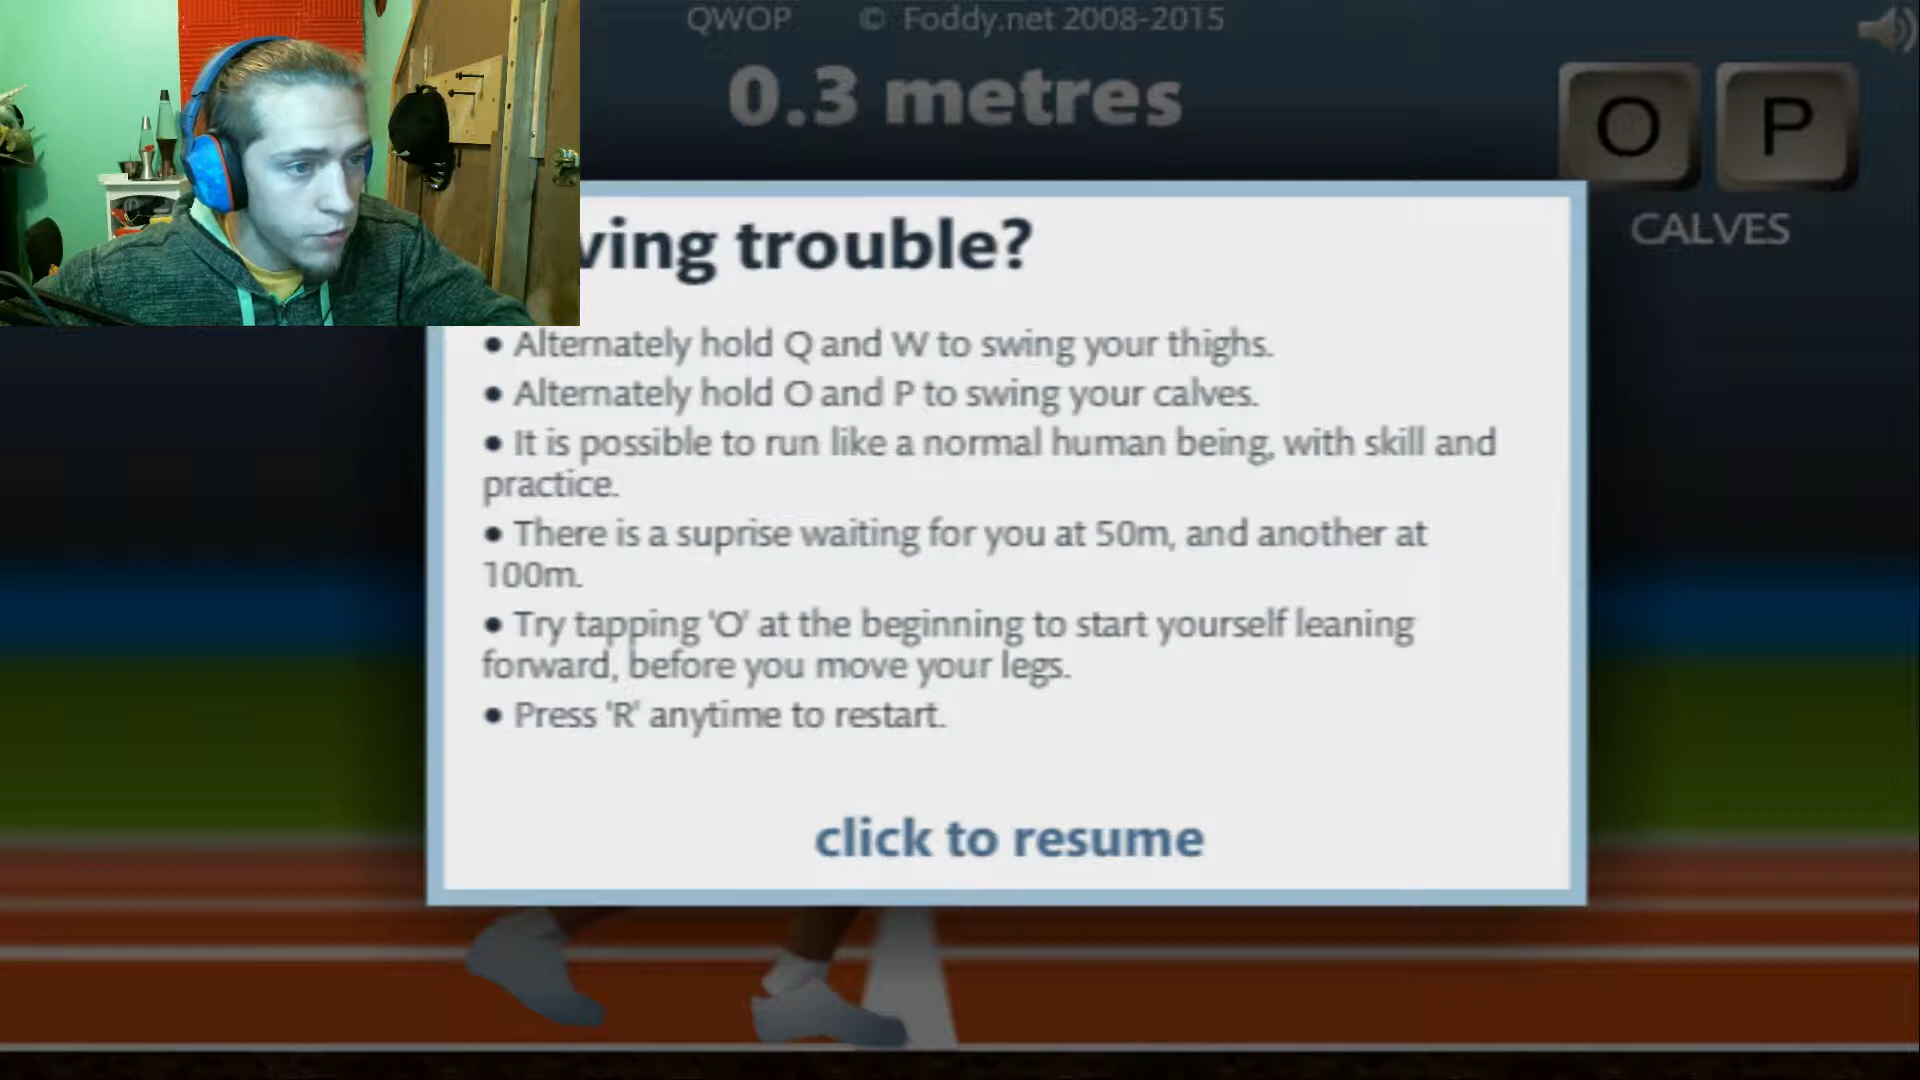 QWOP © Foddy.net 2008-2015
0.3 metres
O P
CALVES
ving trouble?
• Alternately hold Q and W to swing your thighs.
• Alternately hold O and P to swing your calves.
• It is possible to run like a normal human being, with skill and
practice.
• There is a suprise waiting for you at 50m, and another at
100m.
• Try tapping 'O' at the beginning to start yourself leaning
forward, before you move your legs.
• Press 'R' anytime to restart.
click to resume